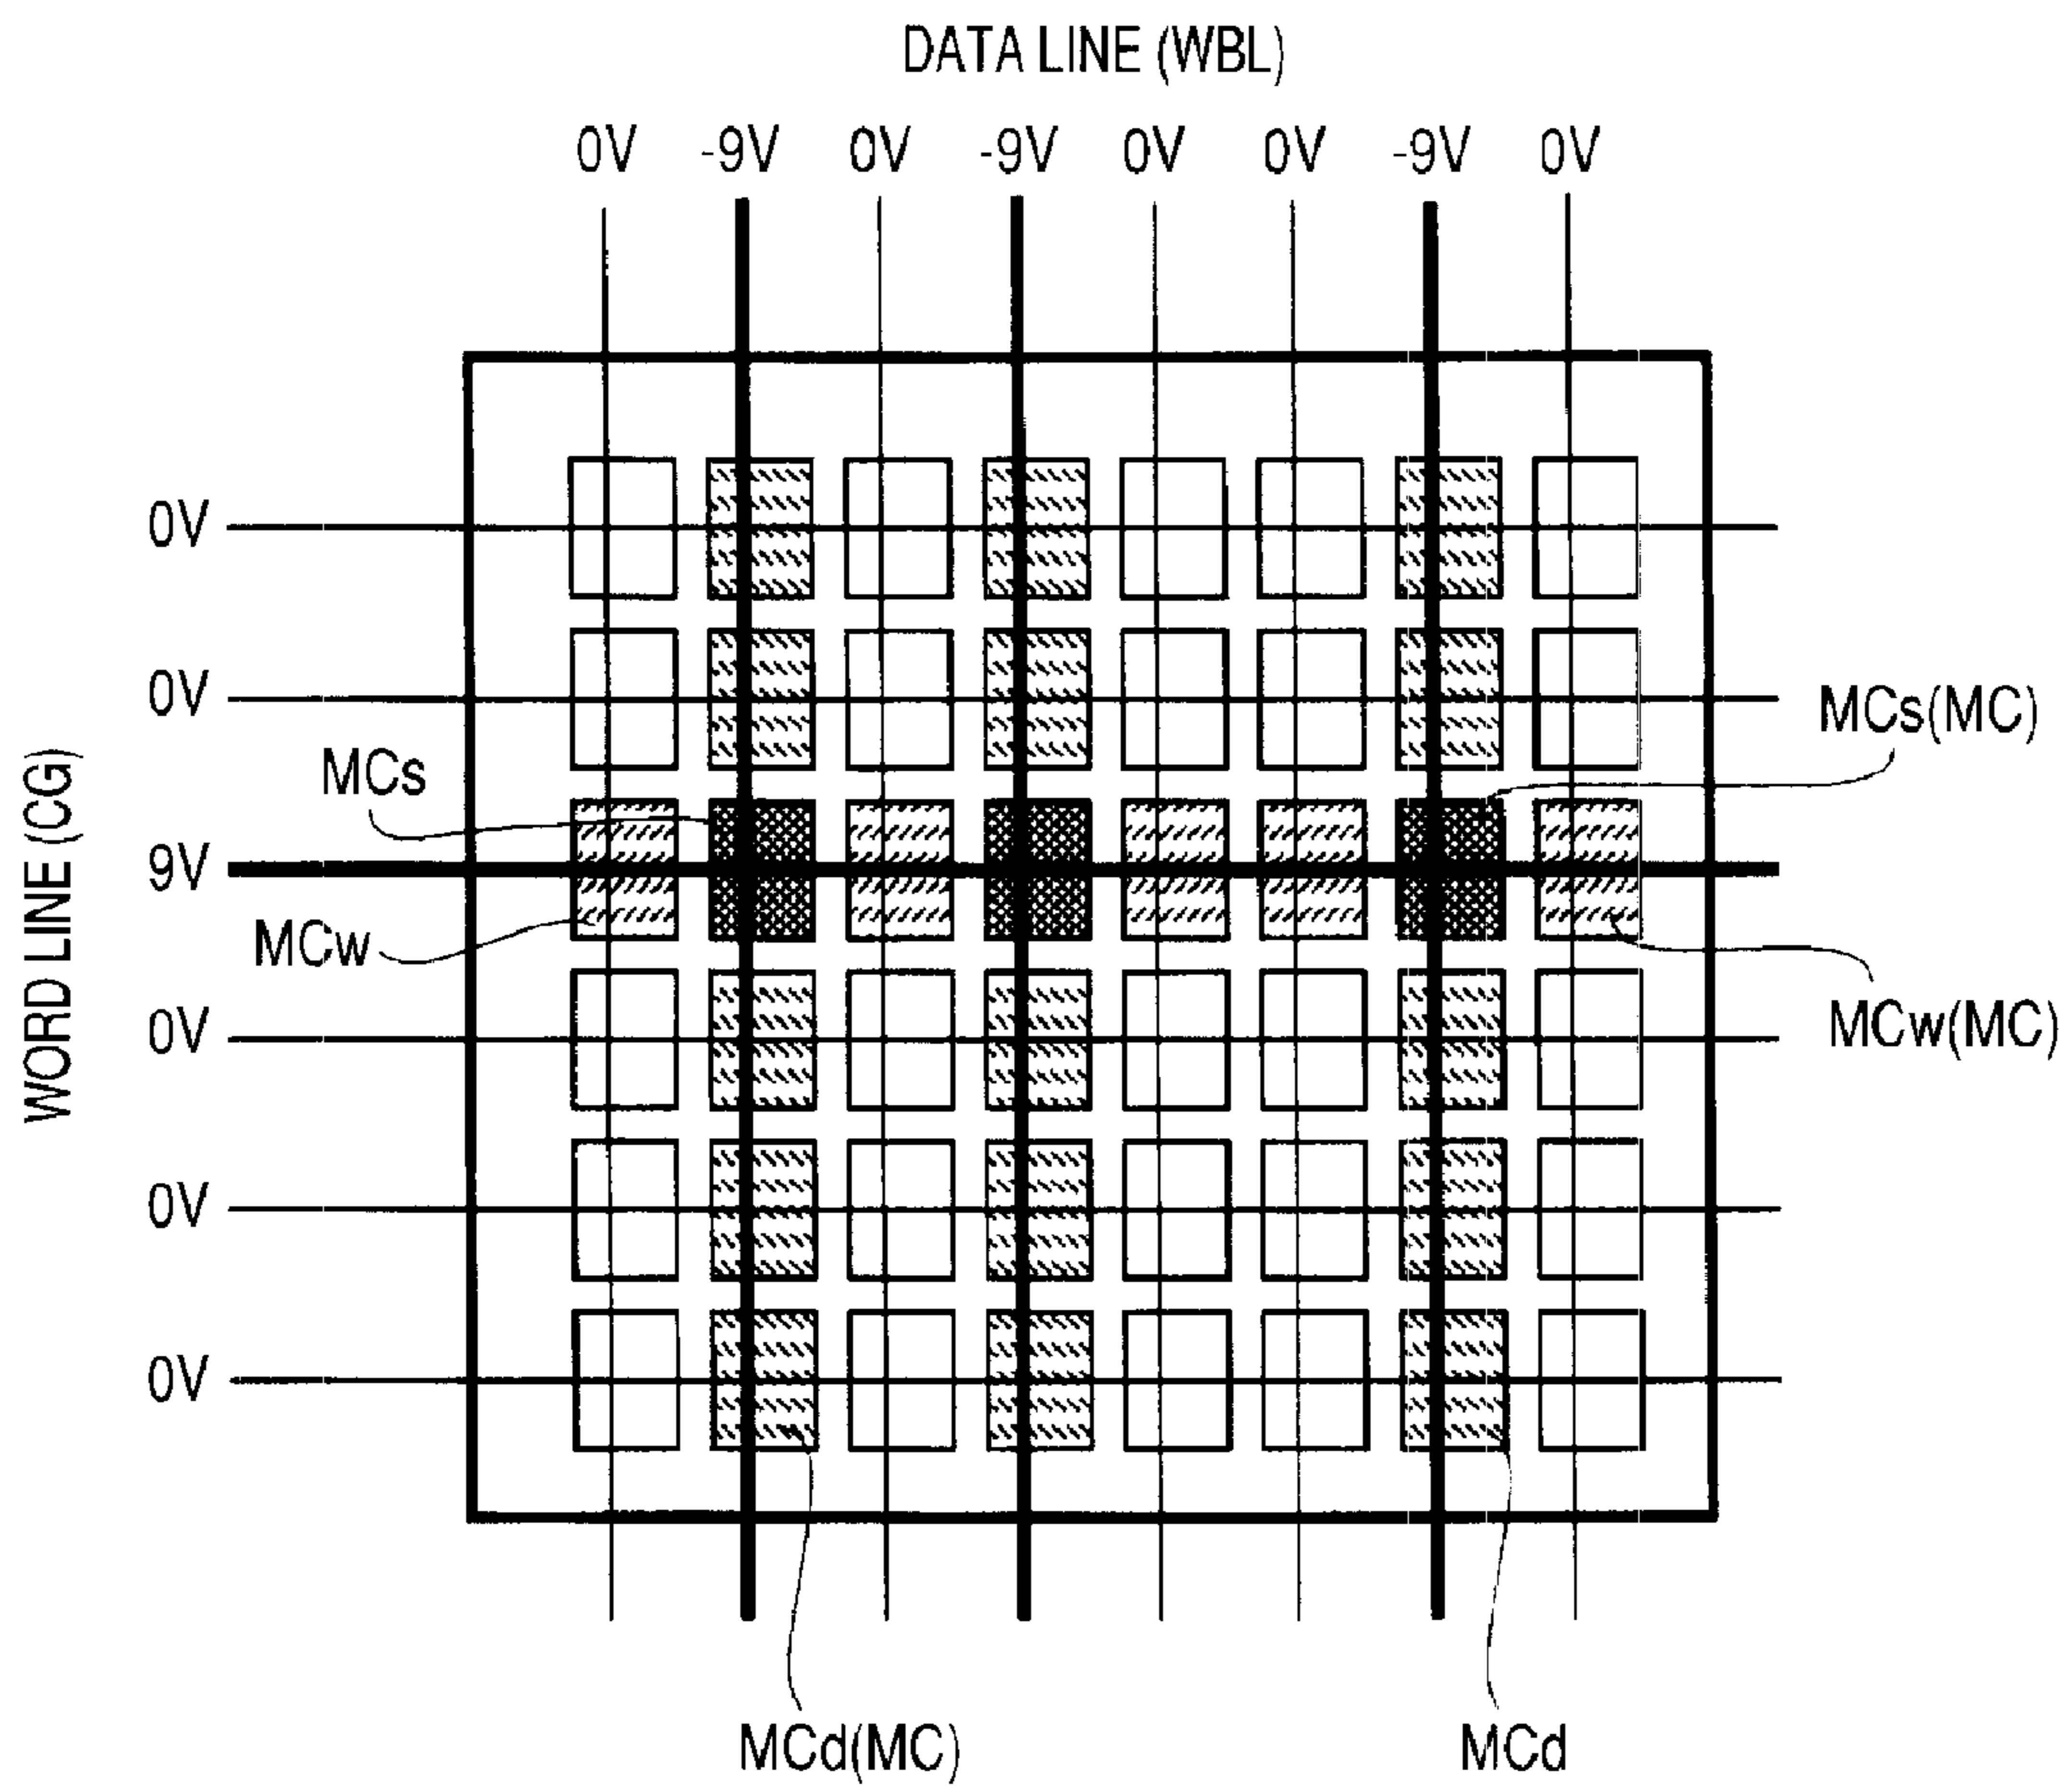 DATA LINE (WBL)
0V -9V 0V -9V 0V 0V -9V 0V
WORD LINE (CG)
0V
0V
MCs(MC)
MCs
9V
MCw
MCw(MC)
0V
0V
0V
MCd(MC) MCd